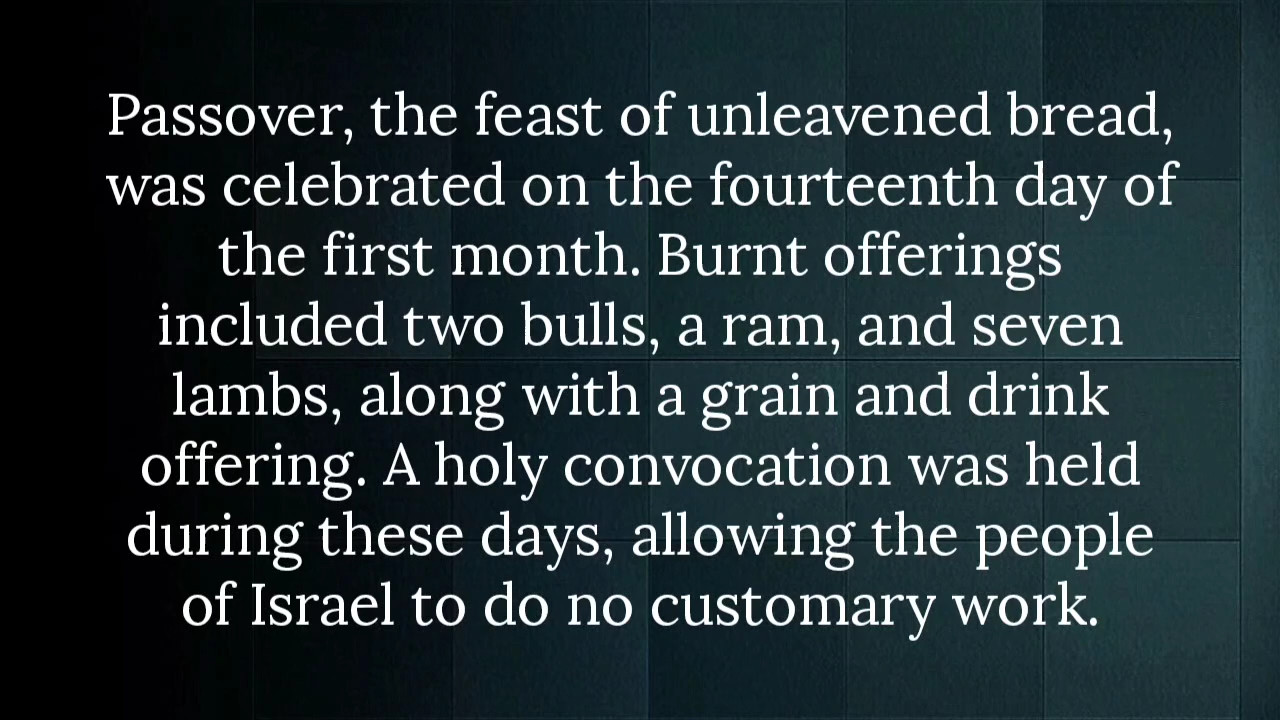 Passover, the feast of unleavened bread,
was celebrated on the fourteenth day of
the first month. Burnt offerings
included two bulls, a ram, and seven
lambs, along with a grain and drink
offering. A holy convocation was held
during these days, allowing the people
of Israel to do no customary work.